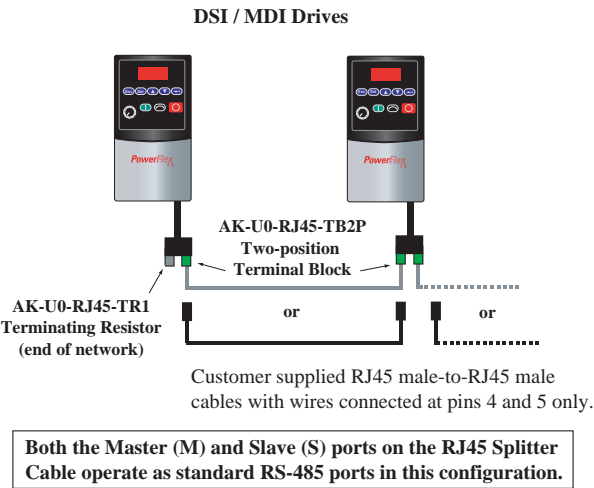 DSI / MDI Drives
PowerFlex
PowerFlex
AK-U0-RJ45-TB2P
Two-position
Terminal Block
AK-U0-RJ45-TR1
Terminating Resistor
(end of network)
or
or
Customer supplied RJ45 male-to-RJ45 male
cables with wires connected at pins 4 and 5 only.
Both the Master (M) and Slave (S) ports on the RJ45 Splitter
Cable operate as standard RS-485 ports in this configuration.